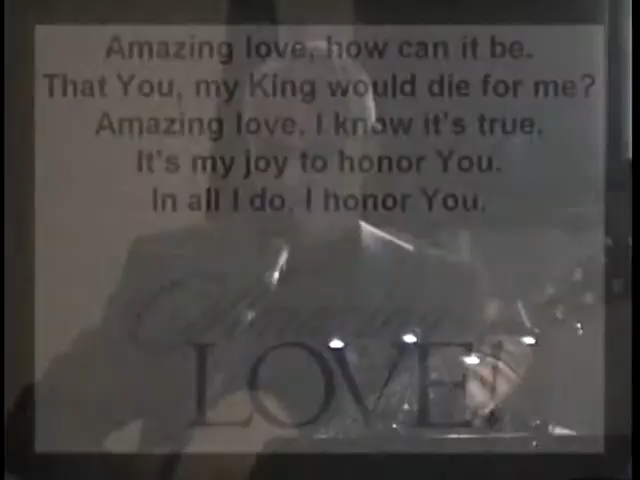 Amazing love, how can it be.
That You, my King would die for me?
Amazing love, I know it's true.
It's my joy to honor You.
In all I do, I honor You.
Amazing
LOVE!